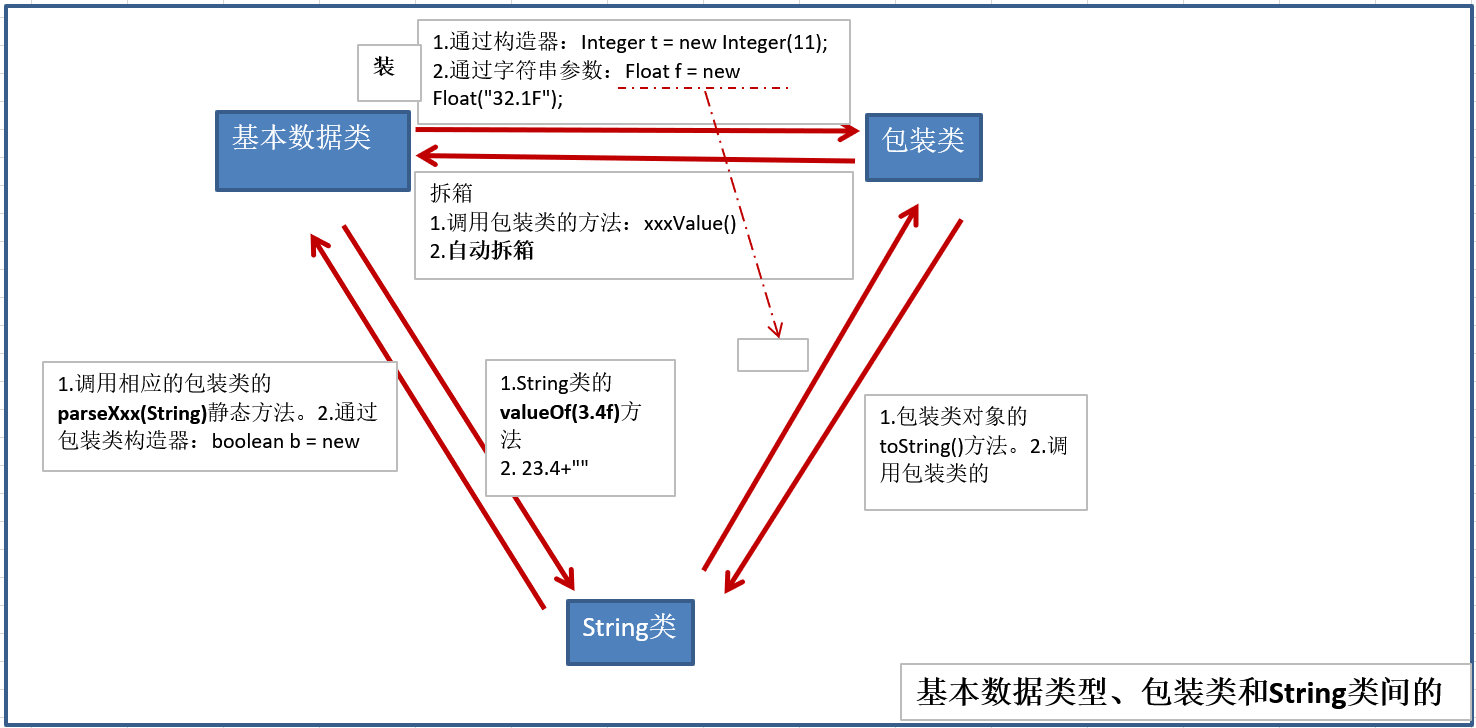 装
1.通过构造器：Integer t = new Integer(11);
2.通过字符串参数：Float f = new
Float("32.1F");
基本数据类
包装类
拆箱
1.调用包装类的方法：xxxValue()
2.自动拆箱
1.调用相应的包装类的
parseXxx(String)静态方法。2.通过
包装类构造器：boolean b = new
1.String类的
valueOf(3.4f)方
法
2. 23.4+""
1.包装类对象的
toString()方法。2.调
用包装类的
String类
基本数据类型、包装类和String类间的